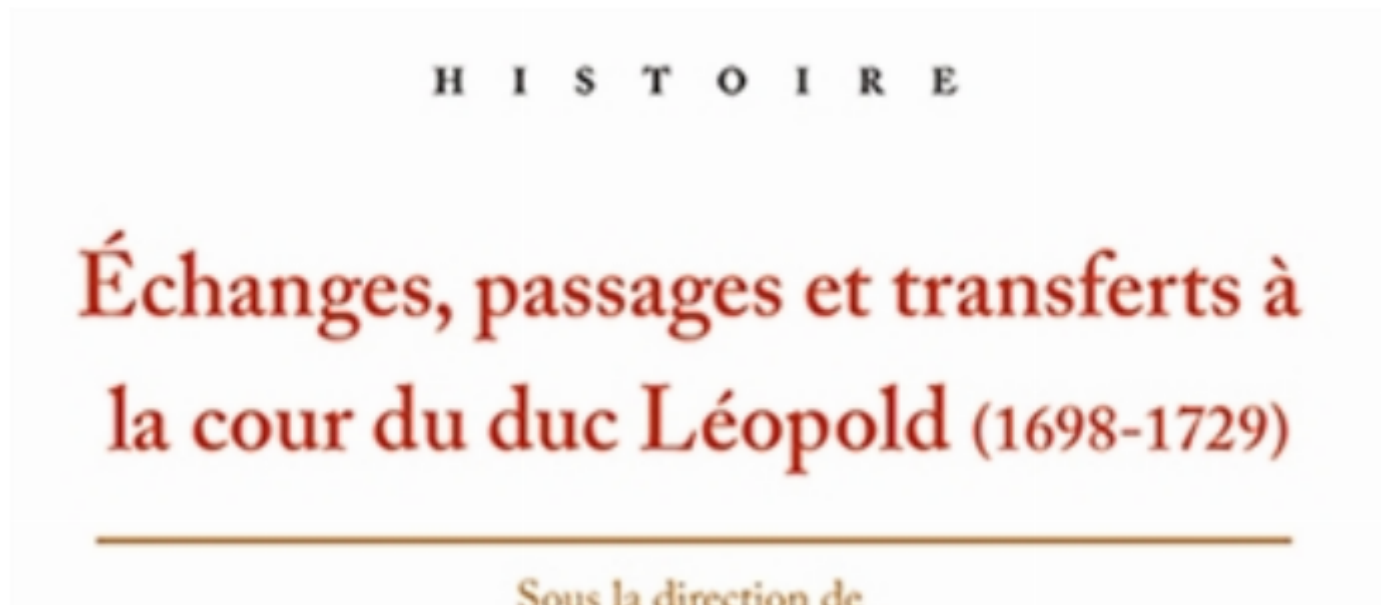 HISTOIRE
Échanges, passages et transferts à
la cour du duc Léopold (1698-1729)
Sous la direction de